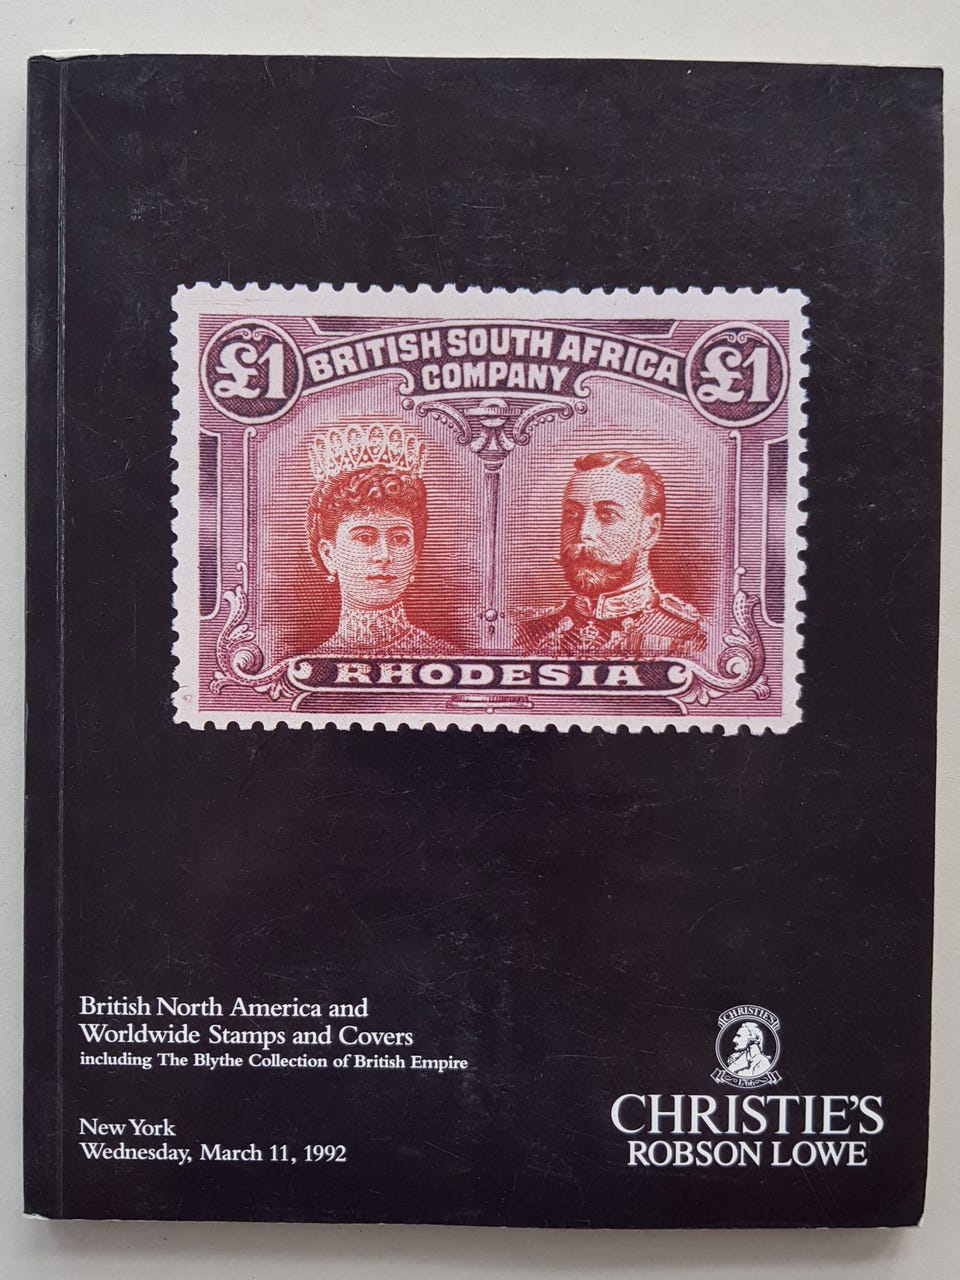 £1
BRITISH SOUTH AFRICA
COMPANY
£1
RHODESIA
British North America and
Worldwide Stamps and Covers
including The Blythe Collection of British Empire
New York
Wednesday, March 11, 1992
CHRISTIE'S
1766
CHRISTIE'S
ROBSON LOWE